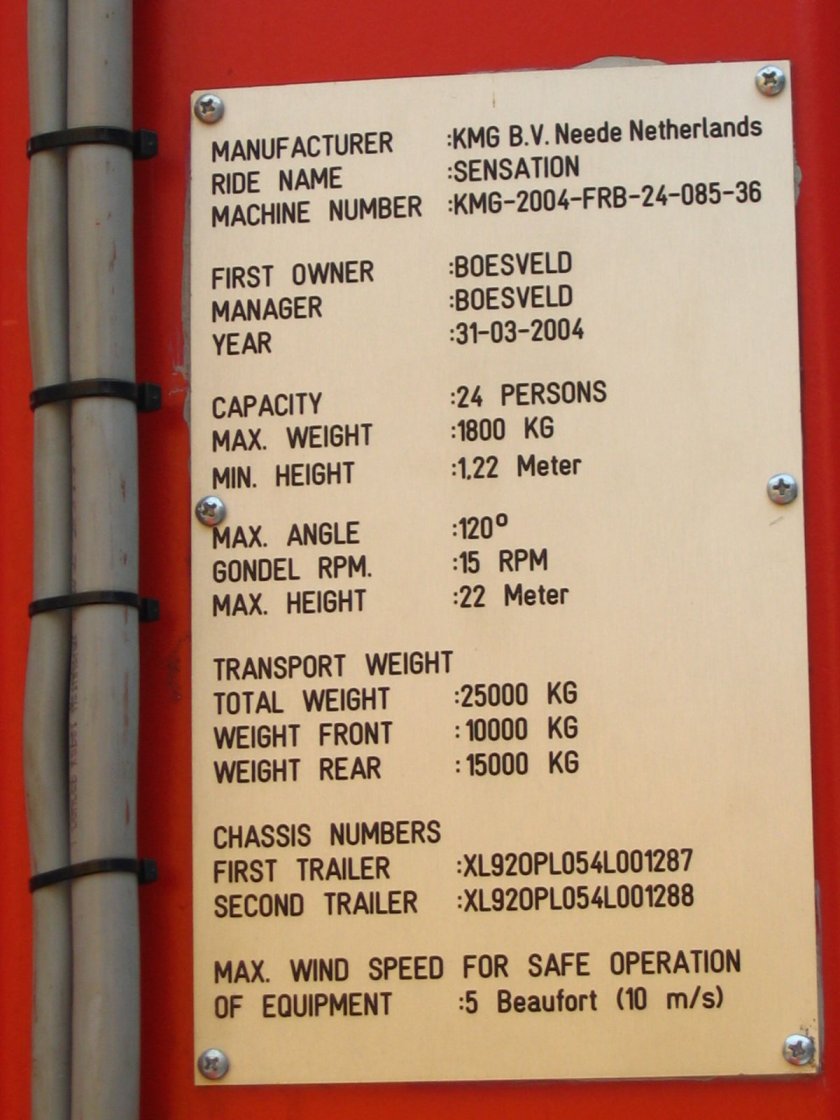 MANUFACTURER :KMG B.V. Neede Netherlands
RIDE NAME :SENSATION
MACHINE NUMBER :KMG-2004-FRB-24-085-36
FIRST OWNER :BOESVELD
MANAGER :BOESVELD
YEAR :31-03-2004
CAPACITY :24 PERSONS
MAX. WEIGHT :1800 KG
MIN. HEIGHT :1,22 Meter
MAX. ANGLE :120°
GONDEL RPM. :15 RPM
MAX. HEIGHT :22 Meter
TRANSPORT WEIGHT
TOTAL WEIGHT :25000 KG
WEIGHT FRONT :10000 KG
WEIGHT REAR :15000 KG
CHASSIS NUMBERS
FIRST TRAILER :XL920PL054L001287
SECOND TRAILER :XL920PL054L001288
MAX. WIND SPEED FOR SAFE OPERATION
OF EQUIPMENT :5 Beaufort (10 m/s)